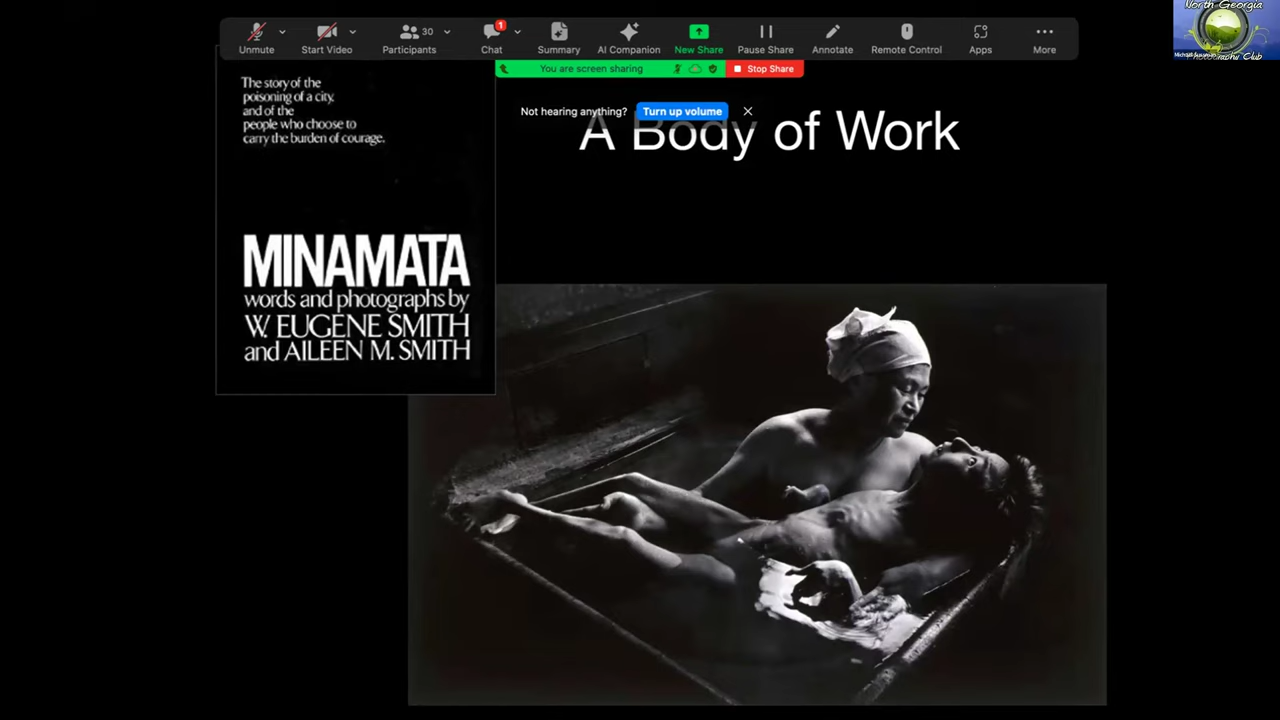 Unmute
Start Video
30
Participants
1
Chat
Summary
AI Companion
New Share
Pause Share
Annotate
Remote Control
Apps
More
North Georgia
Photography Club
You are screen sharing
Stop Share
Not hearing anything?
Turn up volume
A Body of Work
The story of the
poisoning of a city,
and of the
people who choose to
carry the burden of courage.
MINAMATA
words and photographs by
W. EUGENE SMITH
and AILEEN M. SMITH